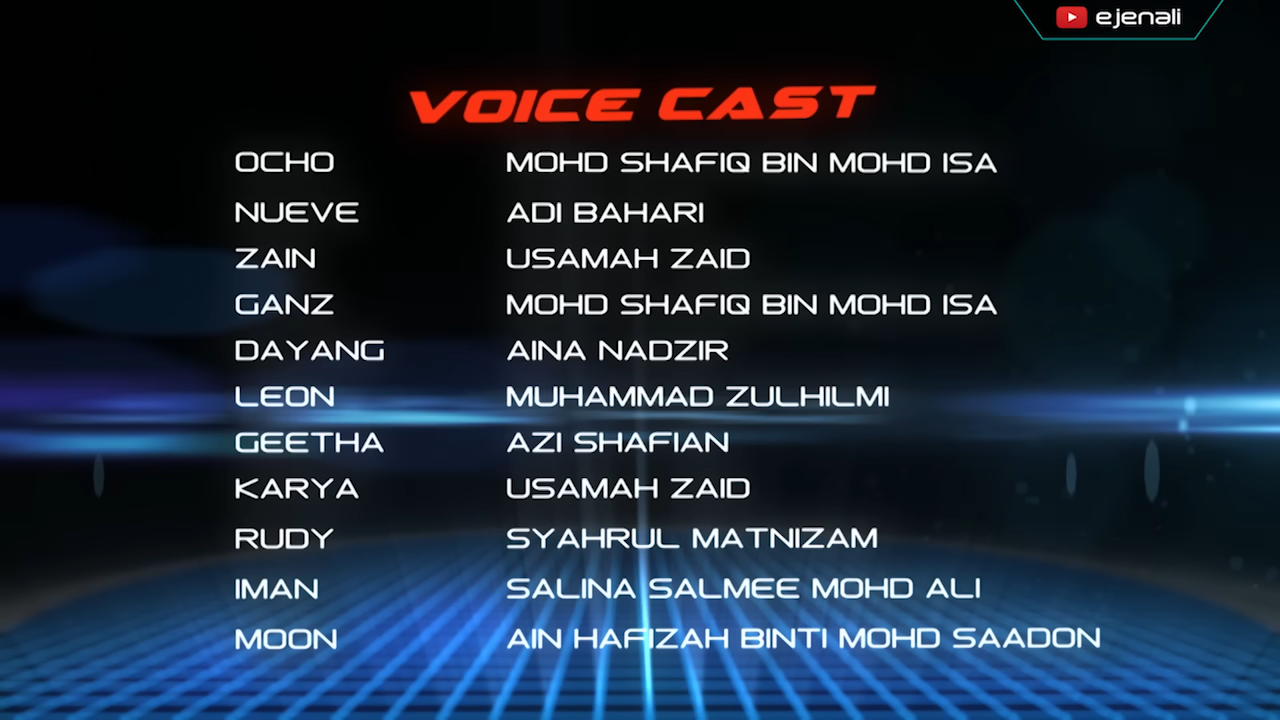 ejenali
VOICE CAST
OCHO MOHD SHAFIQ BIN MOHD ISA
NUEVE ADI BAHARI
ZAIN USAMAH ZAID
GANZ MOHD SHAFIQ BIN MOHD ISA
DAYANG AINA NADZIR
LEON MUHAMMAD ZULHILMI
GEETHA AZI SHAFIAN
KARYA USAMAH ZAID
RUDY SYAHRUL MATNIZAM
IMAN SALINA SALMEE MOHD ALI
MOON AIN HAFIZAH BINTI MOHD SAADON